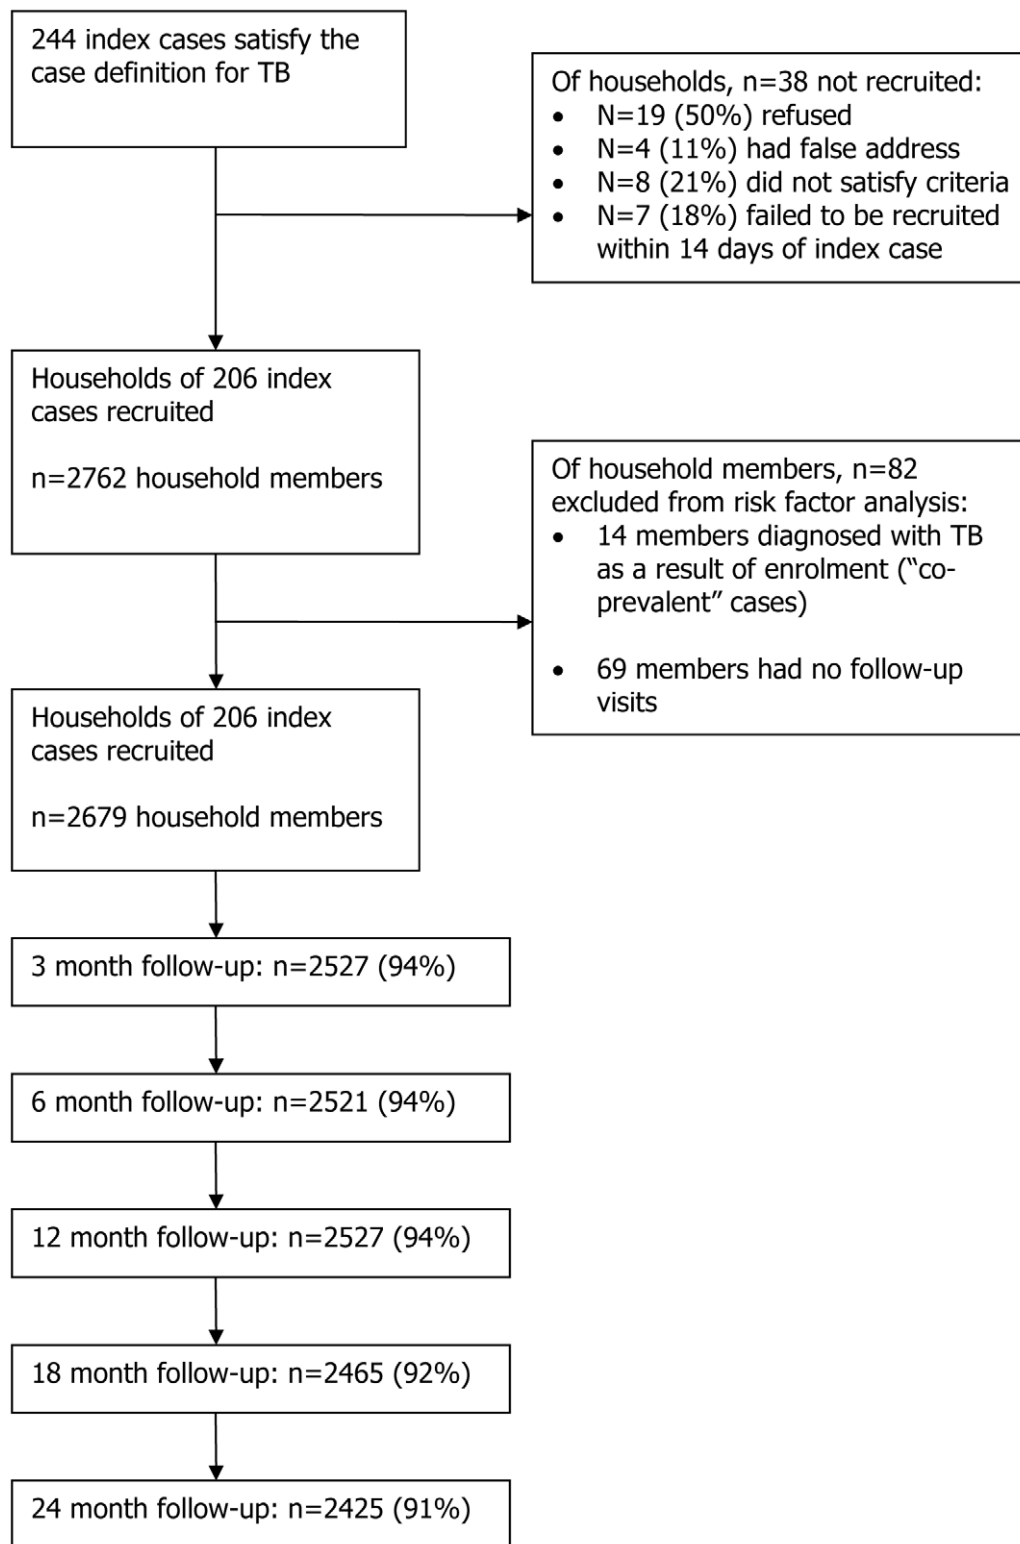 244 index cases satisfy the
case definition for TB
Of households, n=38 not recruited:
• N=19 (50%) refused
• N=4 (11%) had false address
• N=8 (21%) did not satisfy criteria
• N=7 (18%) failed to be recruited
within 14 days of index case
Households of 206 index
cases recruited
n=2762 household members
Of household members, n=82
excluded from risk factor analysis:
• 14 members diagnosed with TB
as a result of enrolment (“co-
prevalent” cases)
• 69 members had no follow-up
visits
Households of 206 index
cases recruited
n=2679 household members
3 month follow-up: n=2527 (94%)
6 month follow-up: n=2521 (94%)
12 month follow-up: n=2527 (94%)
18 month follow-up: n=2465 (92%)
24 month follow-up: n=2425 (91%)